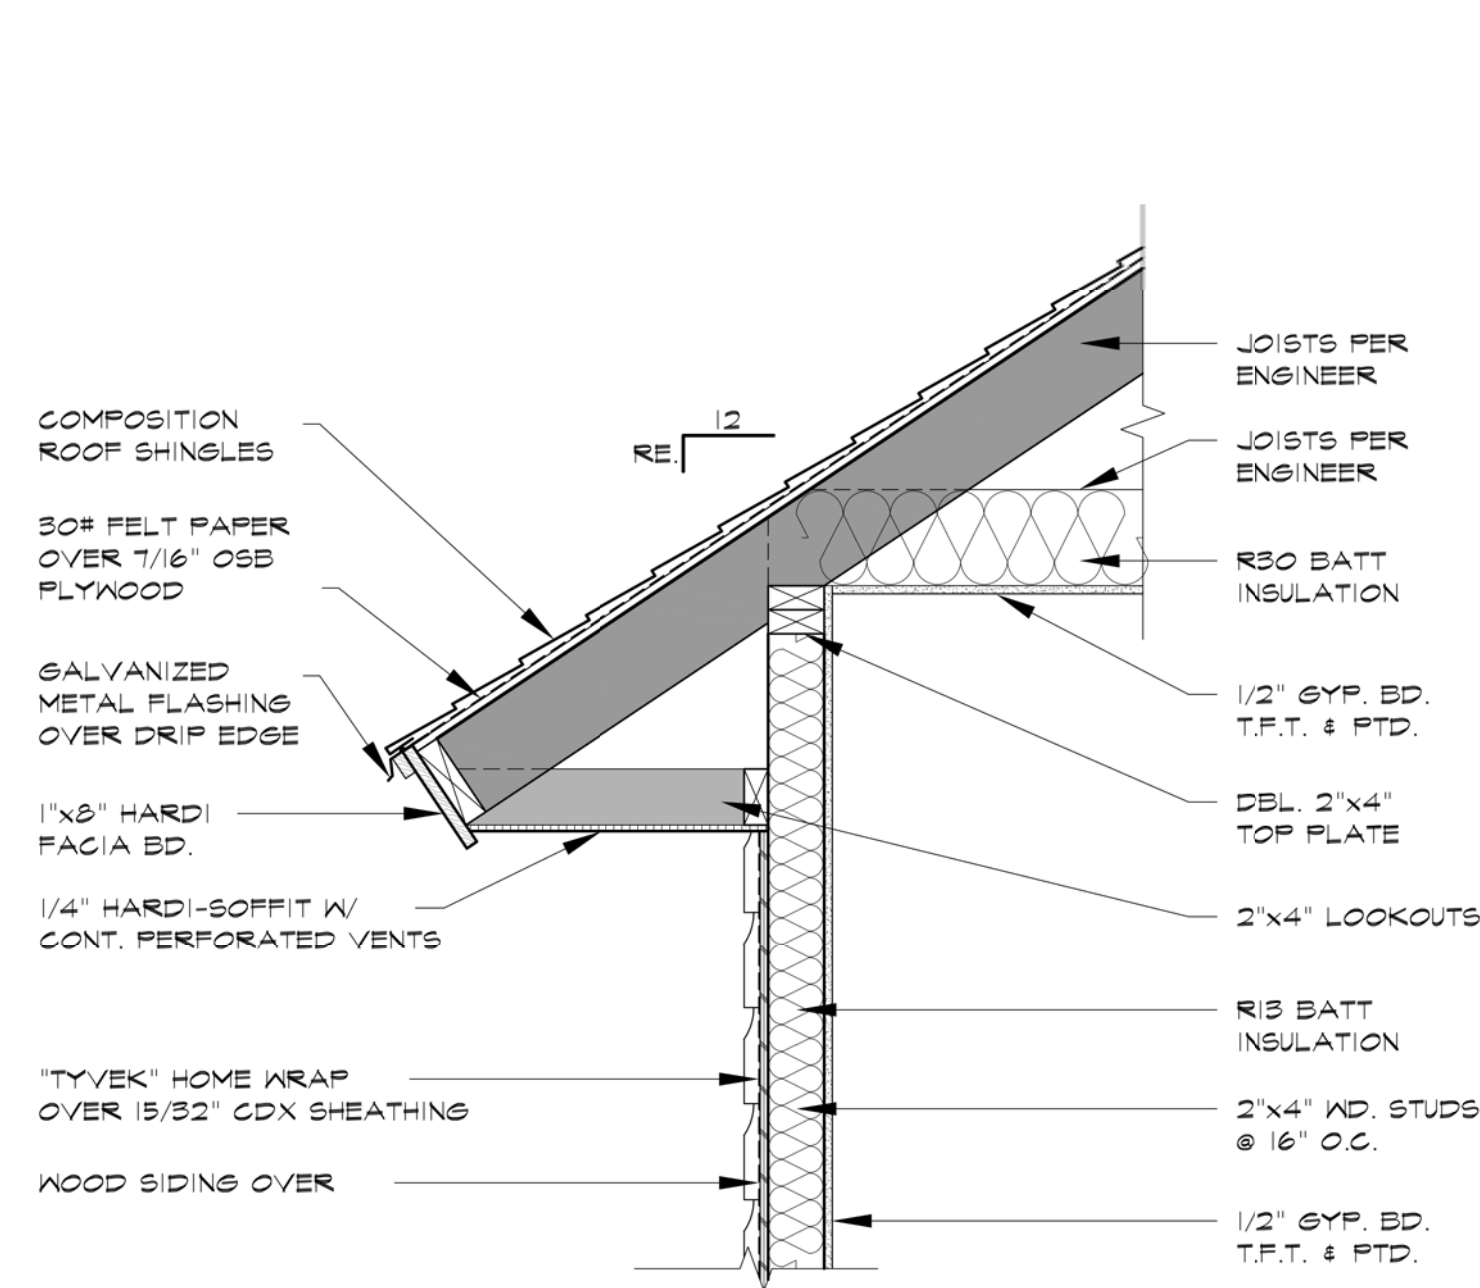 COMPOSITION
ROOF SHINGLES
30# FELT PAPER
OVER 7/16" OSB
PLYWOOD
GALVANIZED
METAL FLASHING
OVER DRIP EDGE
1"x8" HARDI
FACIA BD.
1/4" HARDI-SOFFIT W/
CONT. PERFORATED VENTS
"TYVEK" HOME WRAP
OVER 15/32" CDX SHEATHING
WOOD SIDING OVER
12
RE.
JOISTS PER
ENGINEER
JOISTS PER
ENGINEER
R30 BATT
INSULATION
1/2" GYP. BD.
T.F.T. & PTD.
DBL. 2"x4"
TOP PLATE
2"x4" LOOKOUTS
R13 BATT
INSULATION
2"x4" WD. STUDS
@ 16" O.C.
1/2" GYP. BD.
T.F.T. & PTD.